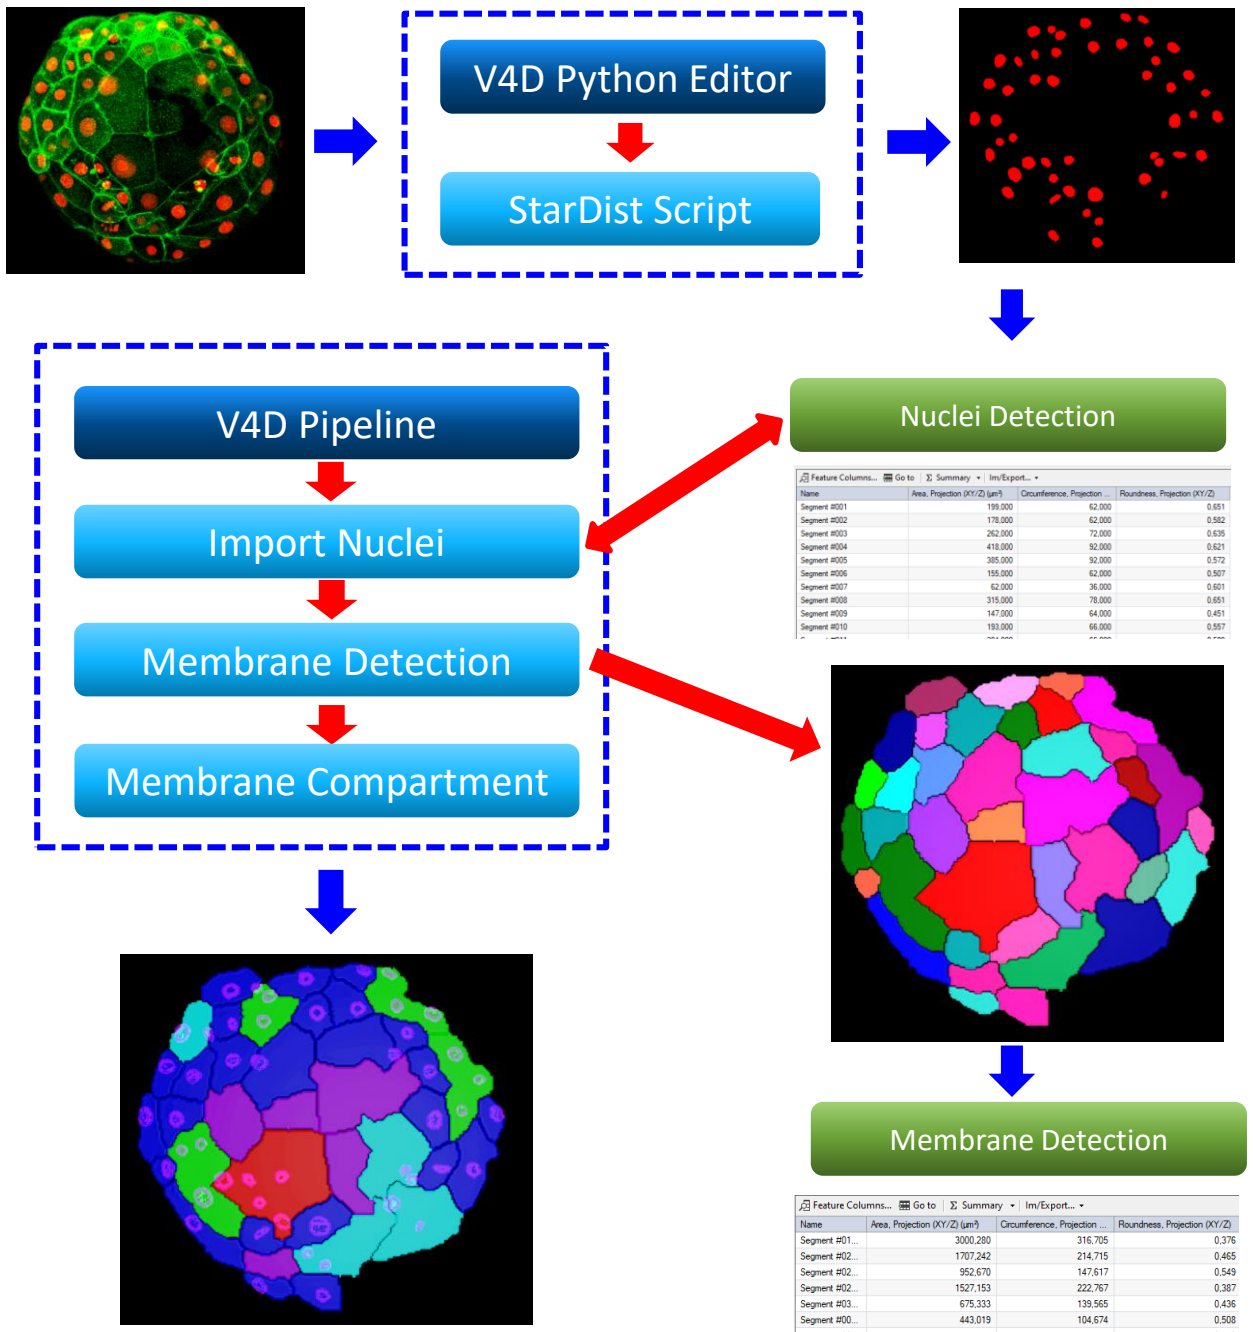 V4D Python Editor
StarDist Script
V4D Pipeline
Import Nuclei
Membrane Detection
Membrane Compartment
Nuclei Detection
Feature Columns... Go to Σ Summary Im/Export...
Name Area, Projection (XY/Z) (µm²) Circumference, Projection ... Roundness, Projection (XY/Z)
Segment #001 199,000 62,000 0,651
Segment #002 178,000 62,000 0,582
Segment #003 262,000 72,000 0,635
Segment #004 418,000 92,000 0,621
Segment #005 385,000 92,000 0,572
Segment #006 155,000 62,000 0,507
Segment #007 62,000 36,000 0,601
Segment #008 315,000 78,000 0,651
Segment #009 147,000 64,000 0,451
Segment #010 193,000 66,000 0,557
Membrane Detection
Feature Columns... Go to Σ Summary Im/Export...
Name Area, Projection (XY/Z) (µm²) Circumference, Projection ... Roundness, Projection (XY/Z)
Segment #01... 3000,280 316,705 0,376
Segment #02... 1707,242 214,715 0,465
Segment #02... 952,670 147,617 0,549
Segment #02... 1527,153 222,767 0,387
Segment #03... 675,333 139,565 0,436
Segment #00... 443,019 104,674 0,508